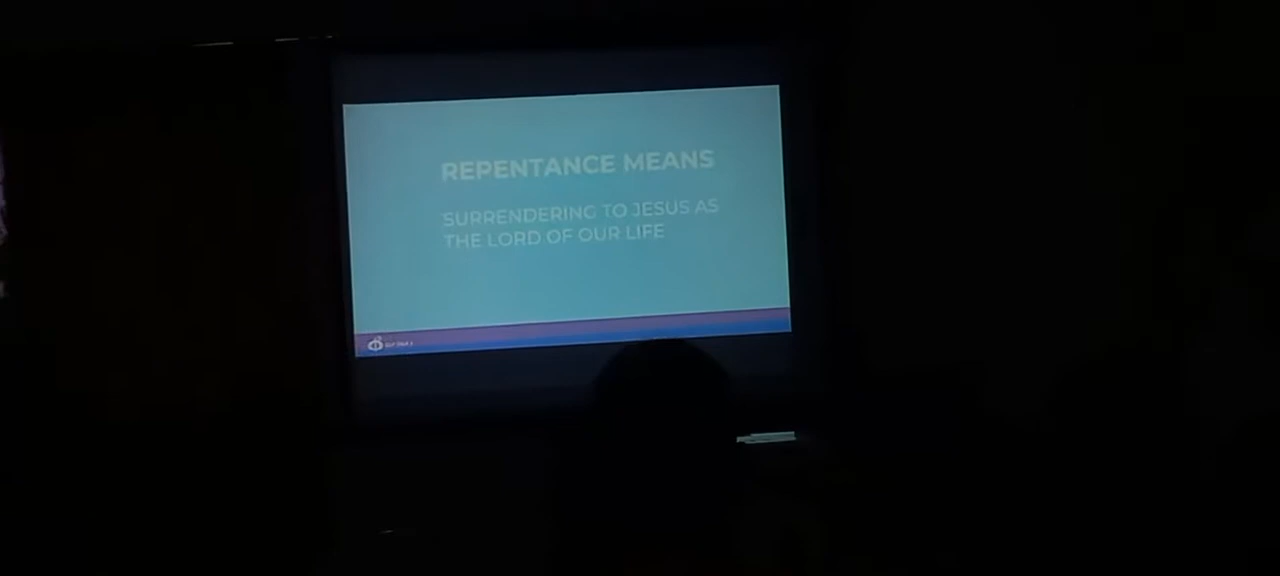 REPENTANCE MEANS
SURRENDERING TO JESUS AS
THE LORD OF OUR LIFE